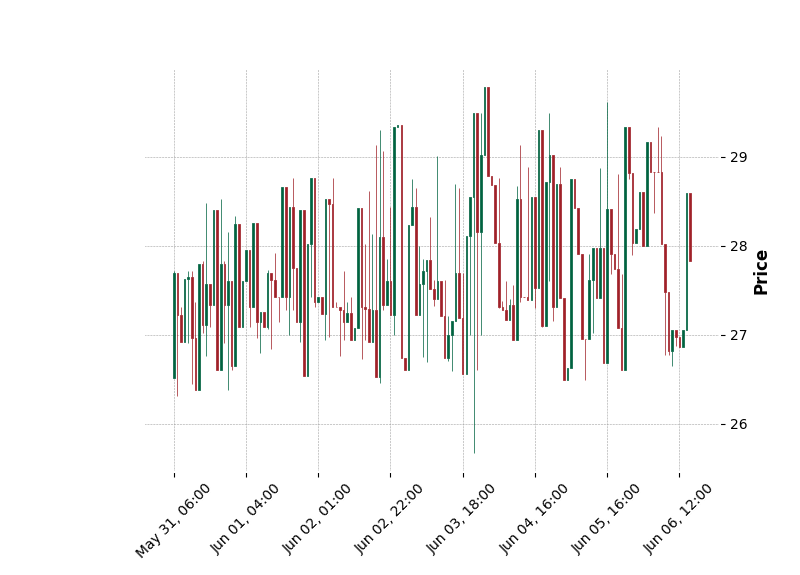 29
28
27
26
Price
May 31, 06:00
Jun 01, 04:00
Jun 02, 01:00
Jun 02, 22:00
Jun 03, 18:00
Jun 04, 16:00
Jun 05, 16:00
Jun 06, 12:00